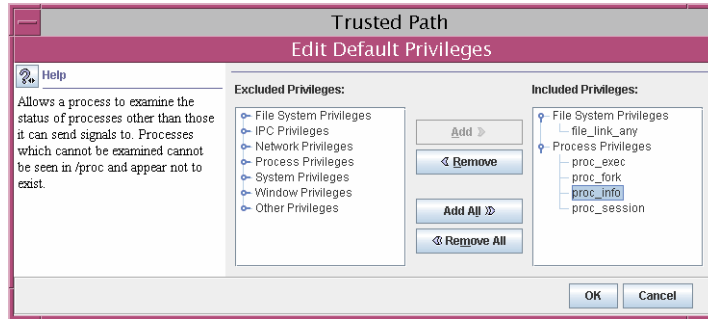 Trusted Path
Edit Default Privileges
Help
Allows a process to examine the
status of processes other than those
it can send signals to. Processes
which cannot be examined cannot
be seen in /proc and appear not to
exist.
Excluded Privileges:
File System Privileges
IPC Privileges
Network Privileges
Process Privileges
System Privileges
Window Privileges
Other Privileges
Add
Remove
Add All
Remove All
Included Privileges:
File System Privileges
file_link_any
Process Privileges
proc_exec
proc_fork
proc_info
proc_session
OK
Cancel